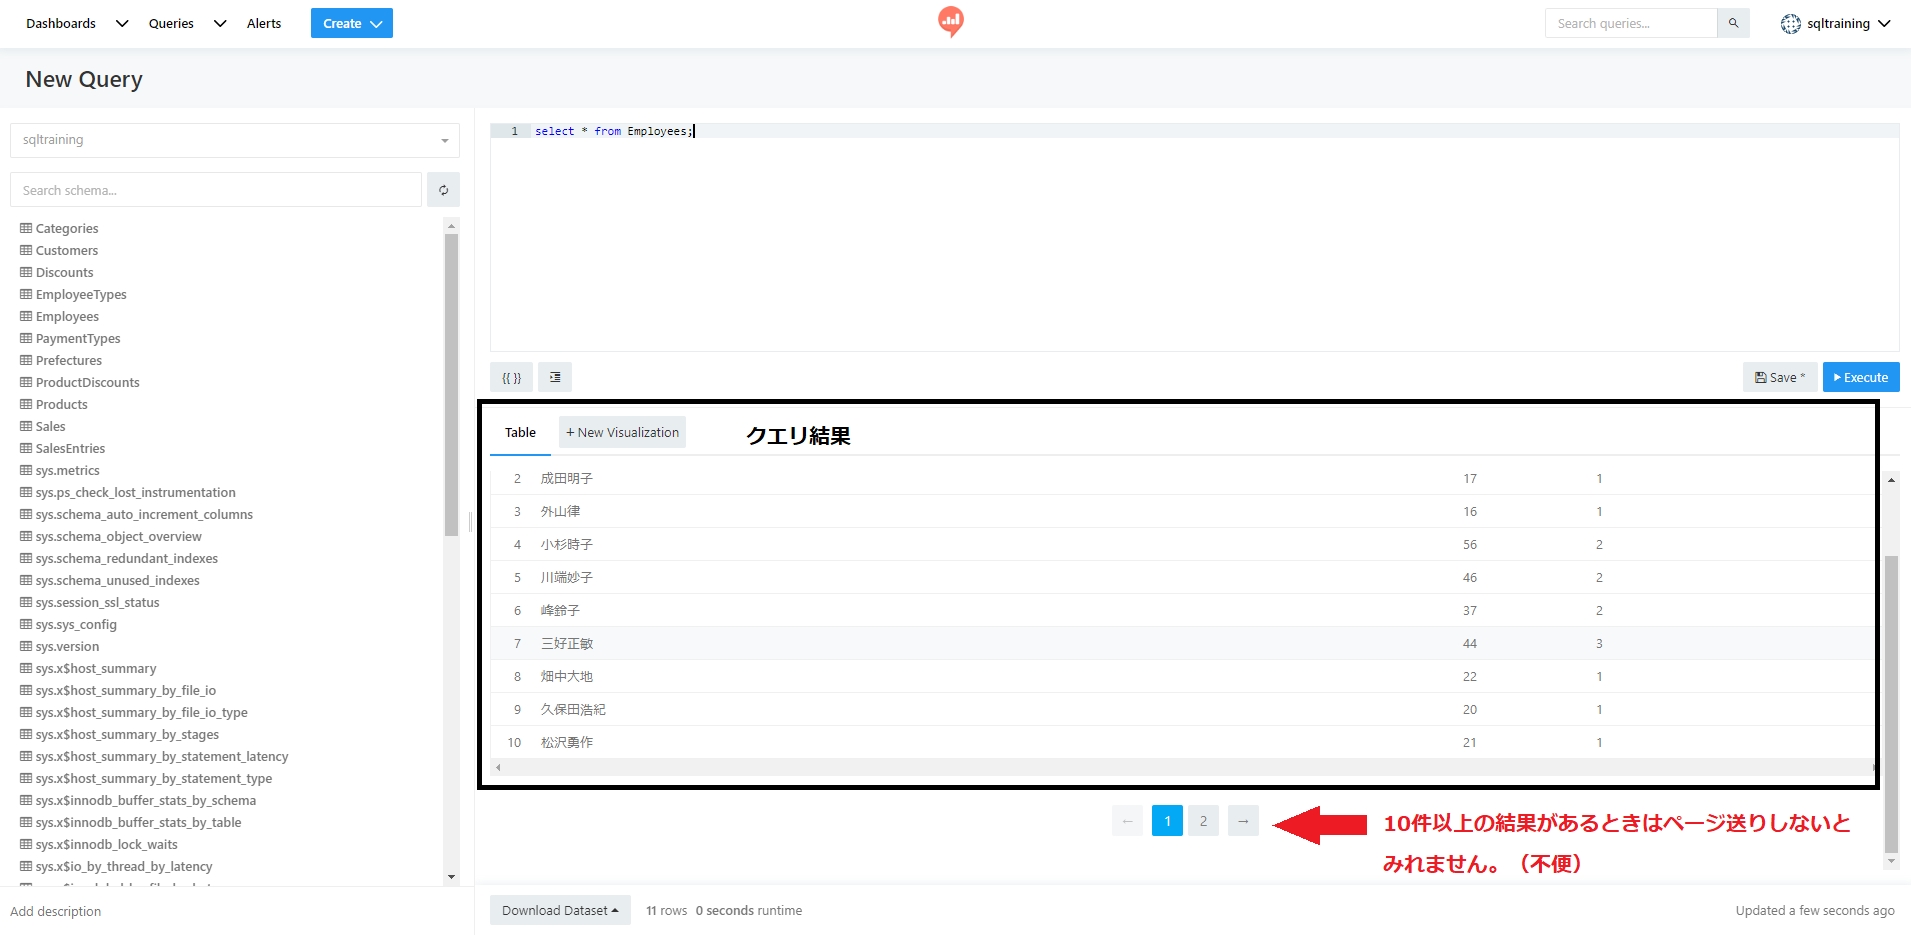 Dashboards Queries Alerts Create Search queries... sqltraining
New Query
sqltraining
Search schema...
Categories
Customers
Discounts
EmployeeTypes
Employees
PaymentTypes
Prefectures
ProductDiscounts
Products
Sales
SalesEntries
sys.metrics
sys.ps_check_lost_instrumentation
sys.schema_auto_increment_columns
sys.schema_object_overview
sys.schema_redundant_indexes
sys.schema_unused_indexes
sys.session_ssl_status
sys.sys_config
sys.version
sys.x$host_summary
sys.x$host_summary_by_file_io
sys.x$host_summary_by_file_io_type
sys.x$host_summary_by_stages
sys.x$host_summary_by_statement_latency
sys.x$host_summary_by_statement_type
sys.x$innodb_buffer_stats_by_schema
sys.x$innodb_buffer_stats_by_table
sys.x$innodb_lock_waits
sys.x$io_by_thread_by_latency
Add description
1 select * from Employees;
{{ }} Save * Execute
Table + New Visualization クエリ結果
2 成田明子 17 1
3 外山律 16 1
4 小杉時子 56 2
5 川端妙子 46 2
6 峰鈴子 37 2
7 三好正敏 44 3
8 畑中大地 22 1
9 久保田浩紀 20 1
10 松沢勇作 21 1
← 1 2 →
10件以上の結果があるときはページ送りしないと
みれません。（不便）
Download Dataset 11 rows 0 seconds runtime Updated a few seconds ago